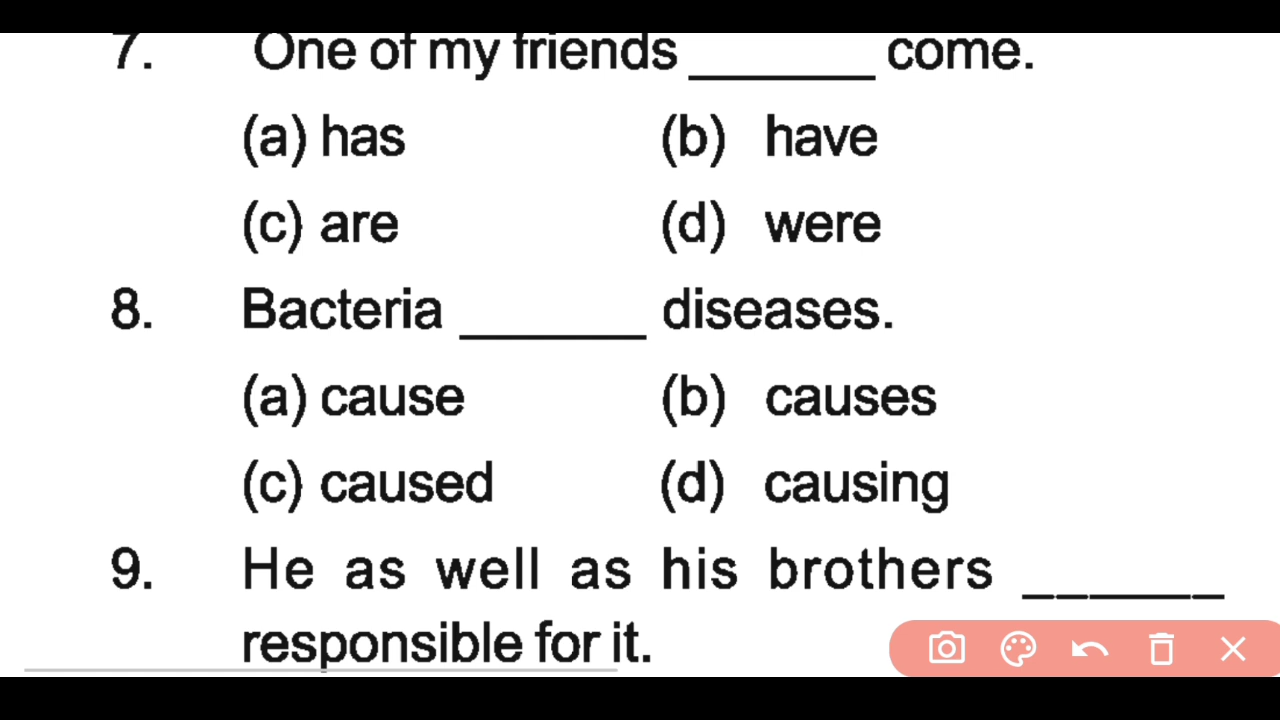 7. One of my friends ______ come.
(a) has (b) have
(c) are (d) were
8. Bacteria ______ diseases.
(a) cause (b) causes
(c) caused (d) causing
9. He as well as his brothers ______
responsible for it.